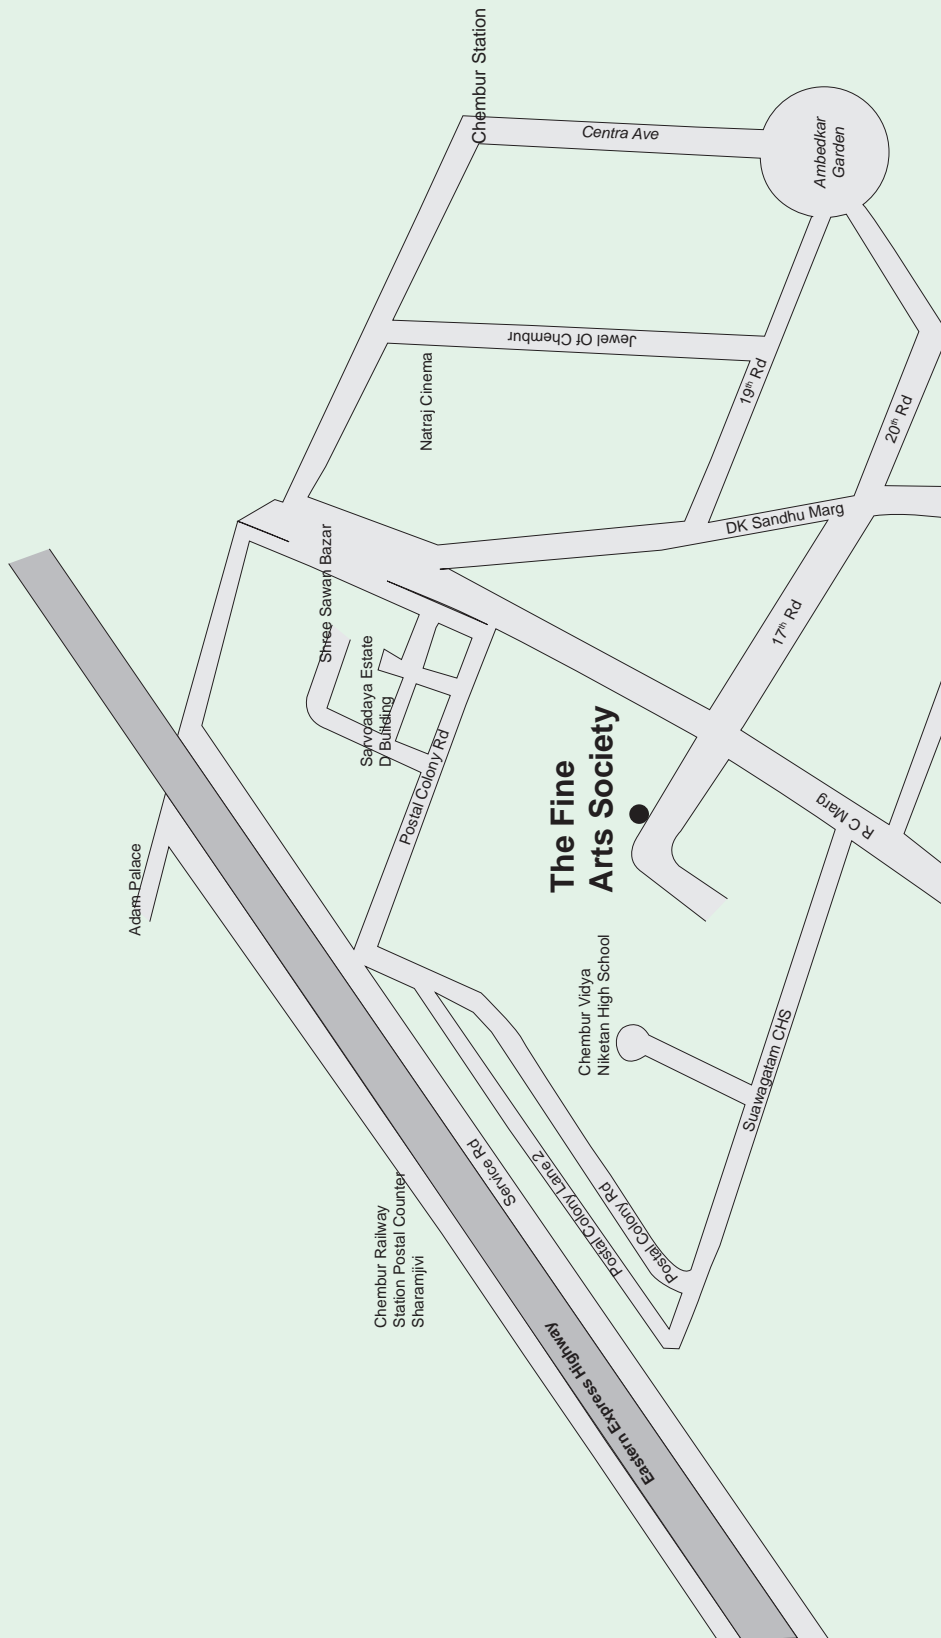 Chembur Station
Centra Ave
Ambedkar
Garden
Jewel Of Chembur
Natraj Cinema
19th Rd
20th Rd
DK Sandhu Marg
17th Rd
Shree Sawan Bazar
Sarvoadaya Estate
D Building
Postal Colony Rd
The Fine
Arts Society
R C Marg
Adam Palace
Chembur Vidya
Niketan High School
Suawagatam CHS
Service Rd
Postal Colony Lane 2
Postal Colony Rd
Chembur Railway
Station Postal Counter
Sharamjivi
Eastern Express Highway